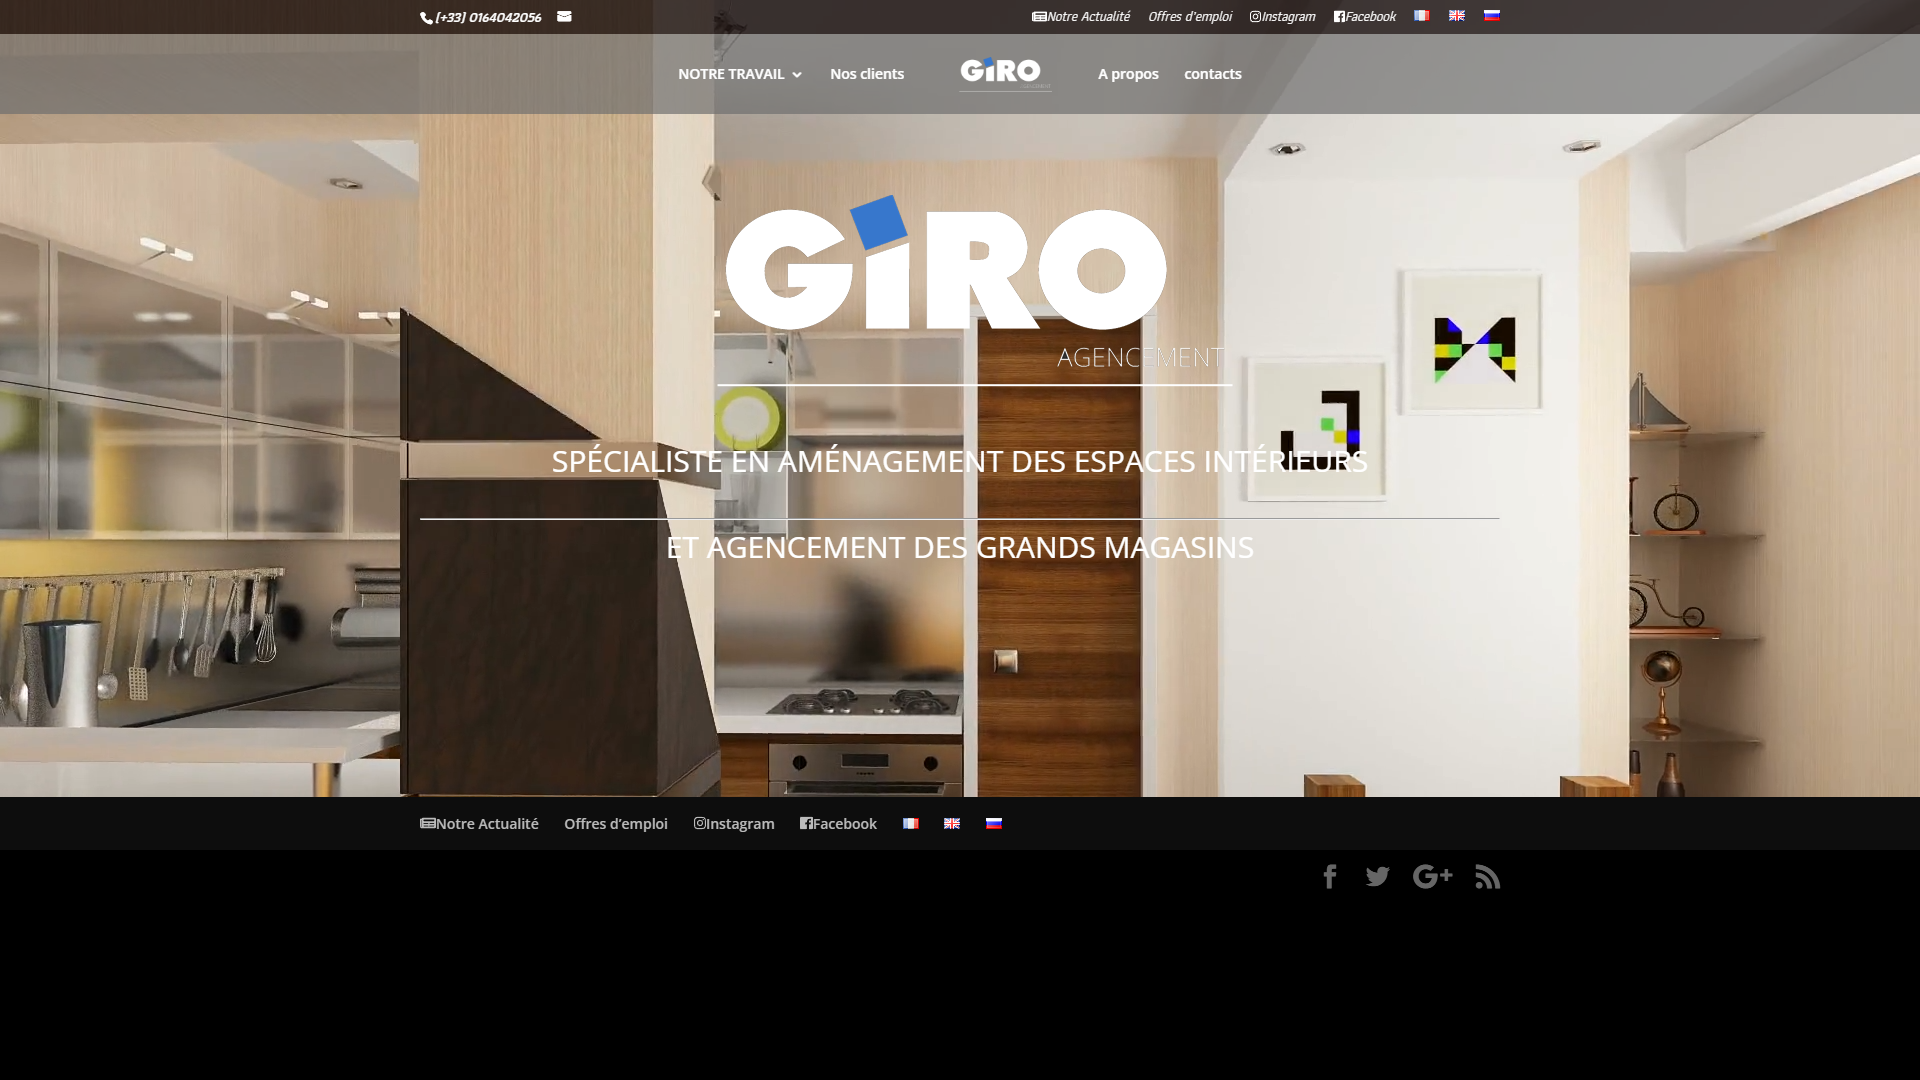 (+33) 0164042056
Notre Actualité Offres d'emploi Instagram Facebook
NOTRE TRAVAIL Nos clients GiRO A propos contacts
GiRO
AGENCEMENT
SPÉCIALISTE EN AMÉNAGEMENT DES ESPACES INTÉRIEURS
ET AGENCEMENT DES GRANDS MAGASINS
Notre Actualité Offres d’emploi Instagram Facebook